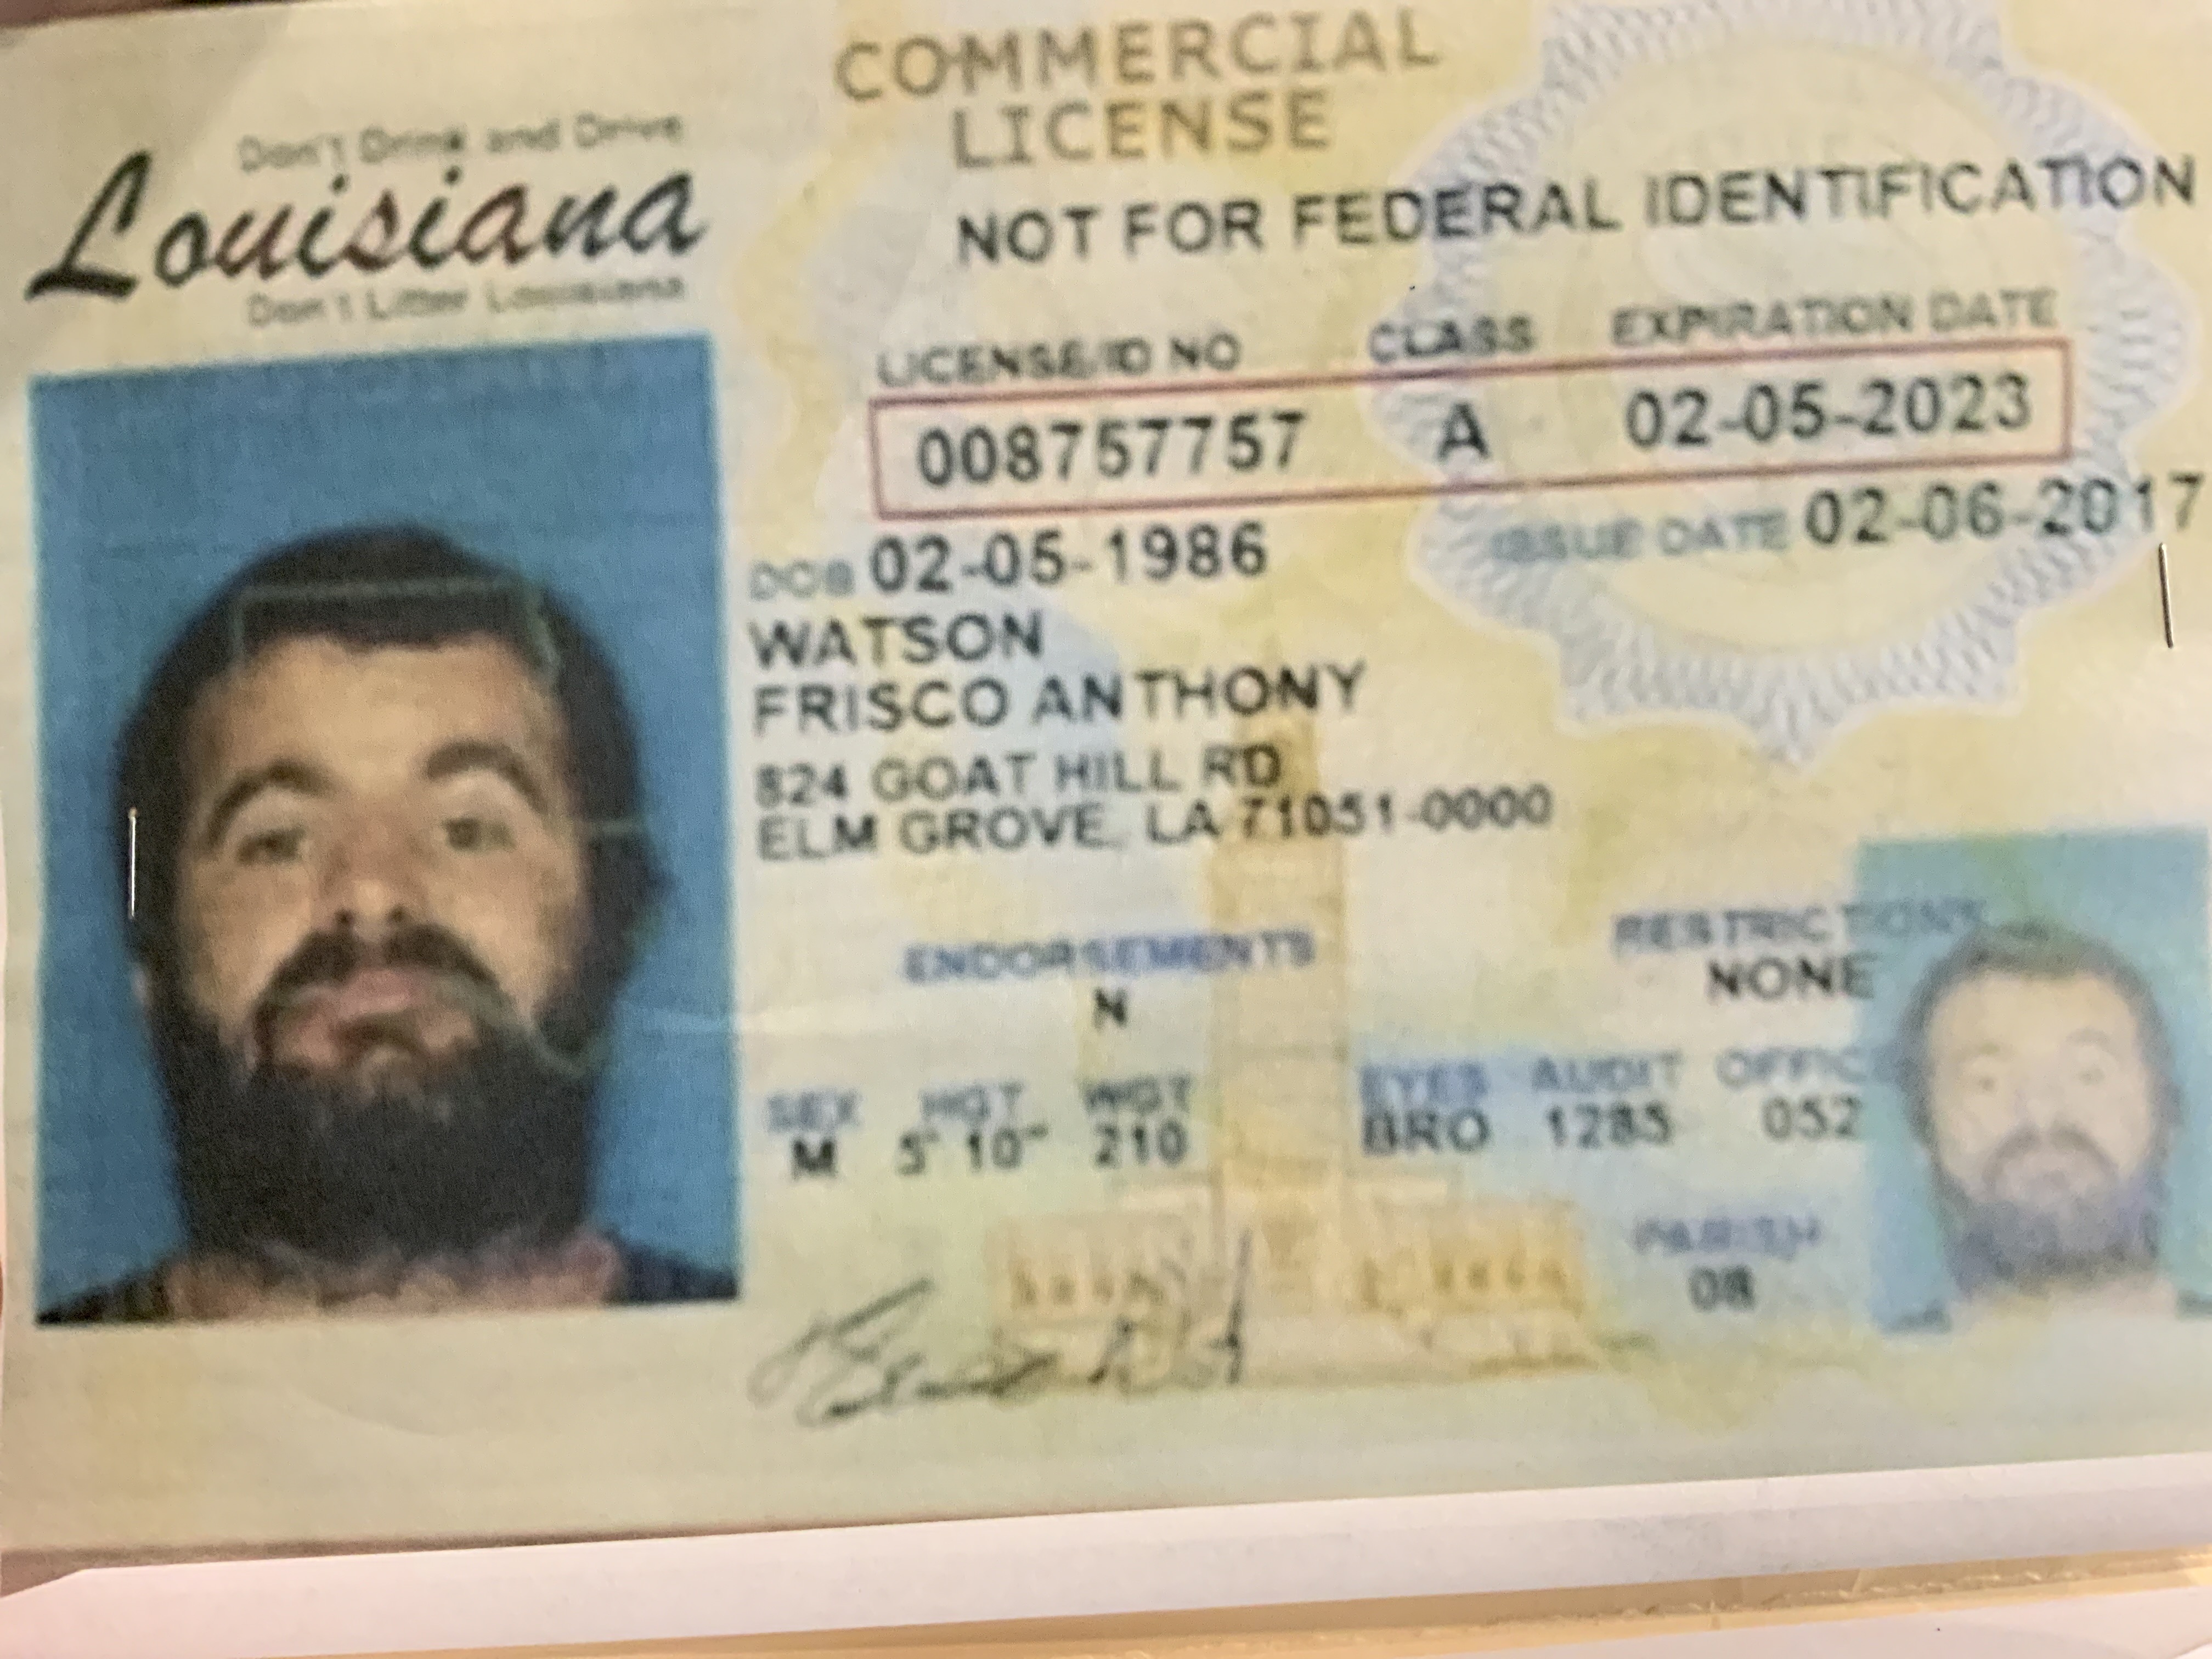 COMMERCIAL
LICENSE
Don't Drink and Drive
Louisiana
Don't Litter Louisiana
NOT FOR FEDERAL IDENTIFICATION
LICENSE/ID NO CLASS EXPIRATION DATE
008757757 A 02-05-2023
DOB 02-05-1986 ISSUE DATE 02-06-2017
WATSON
FRISCO ANTHONY
824 GOAT HILL RD
ELM GROVE, LA 71051-0000
ENDORSEMENTS RESTRICTIONS
N NONE
SEX HGT WGT EYES AUDIT OFFIC
M 5' 10" 210 BRO 1285 052
PARISH
08